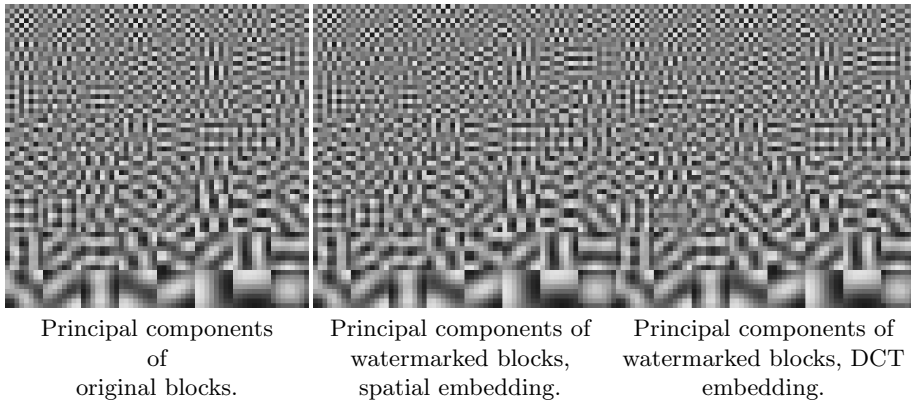 Principal components
of
original blocks.
Principal components of
watermarked blocks,
spatial embedding.
Principal components of
watermarked blocks, DCT
embedding.